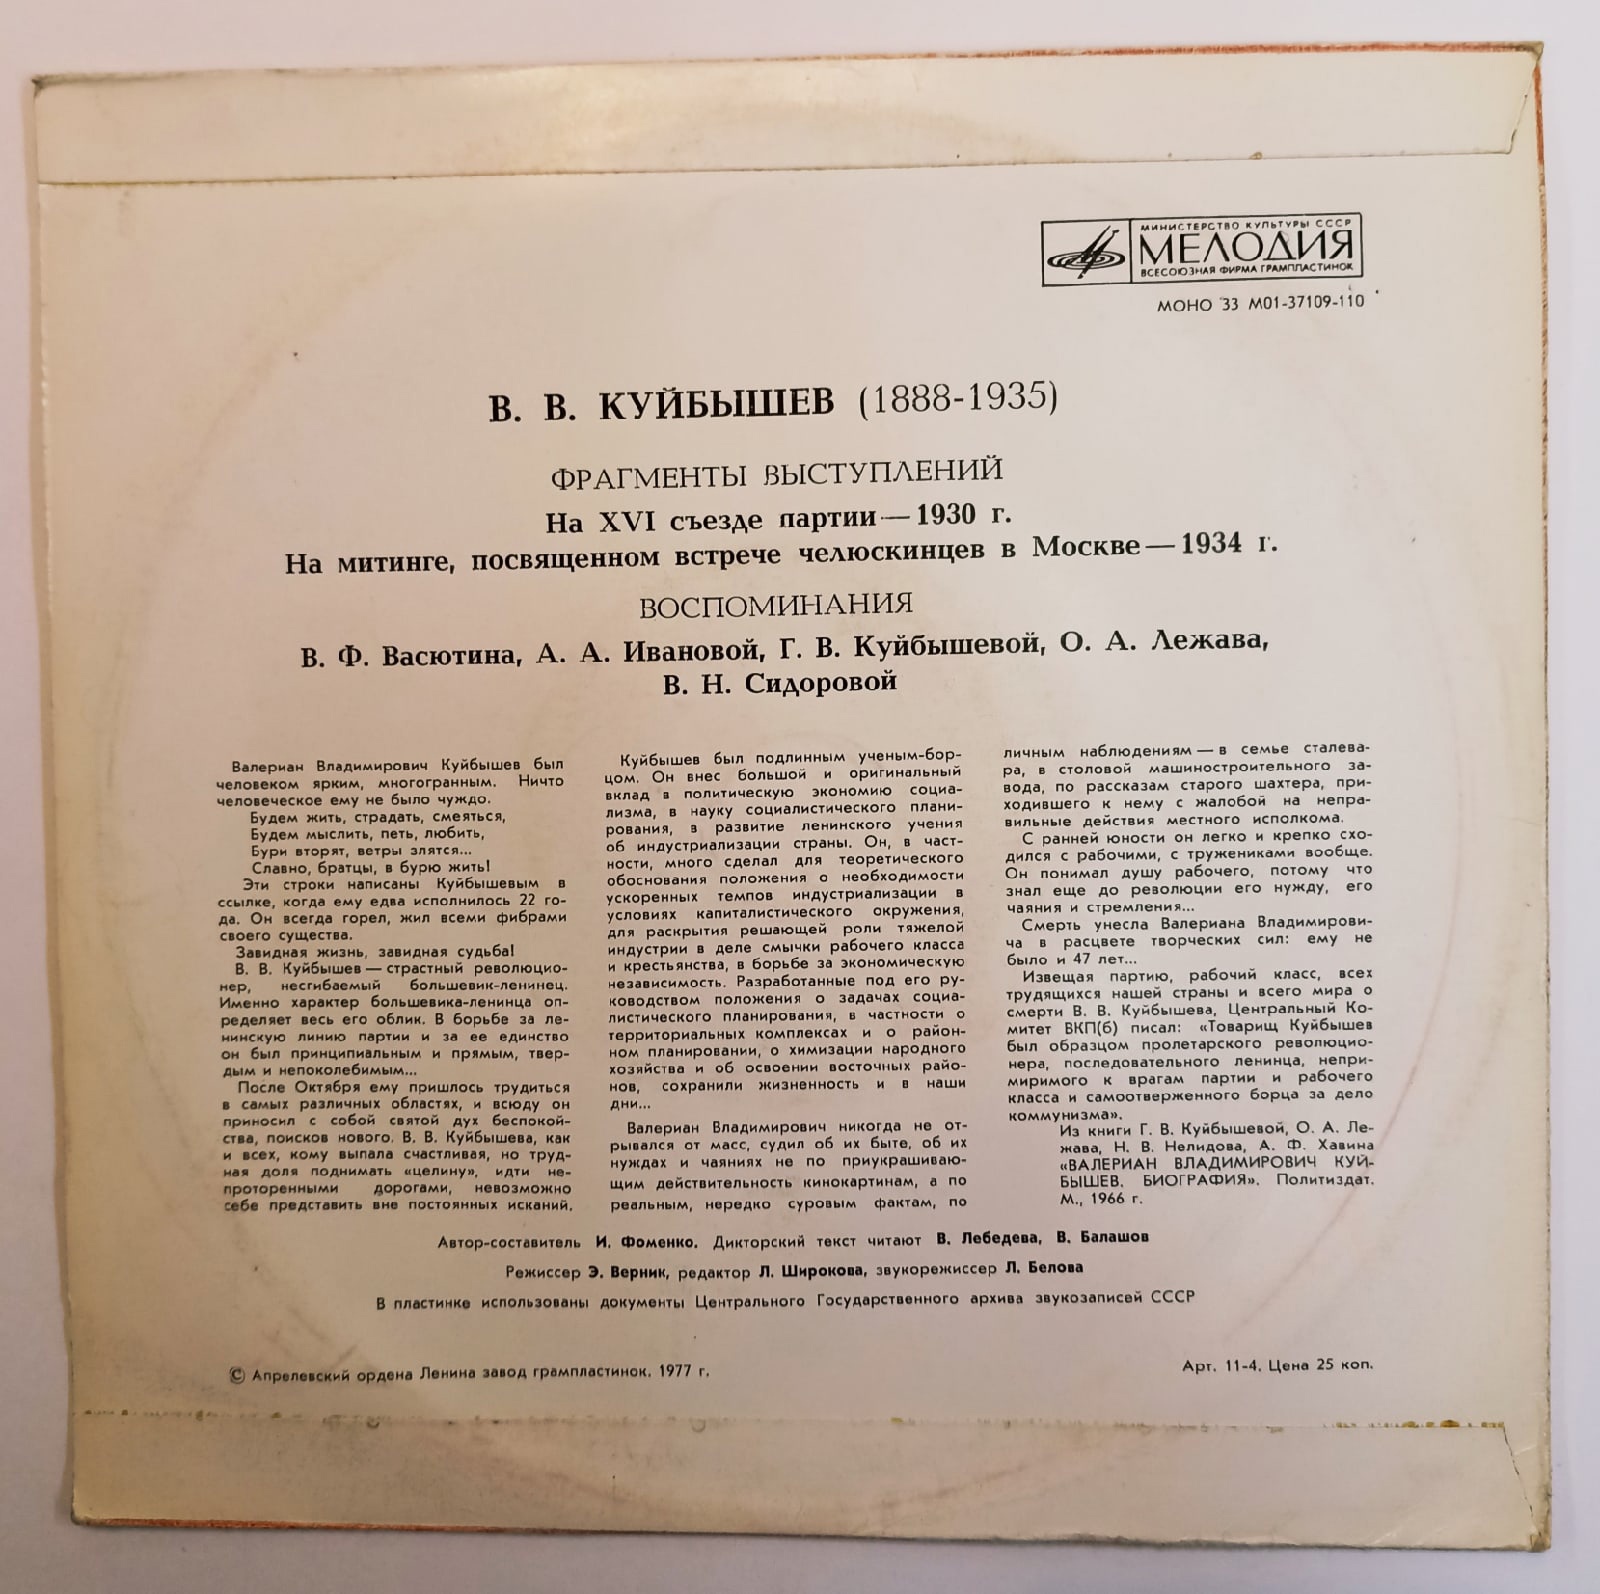 МИНИСТЕРСТВО КУЛЬТУРЫ СССР
МЕЛОДИЯ
ВСЕСОЮЗНАЯ ФИРМА ГРАМПЛАСТИНОК
МОНО 33 М01-37109-110
В. В. КУЙБЫШЕВ (1888-1935)
ФРАГМЕНТЫ ВЫСТУПЛЕНИЙ
На XVI съезде партии — 1930 г.
На митинге, посвященном встрече челюскинцев в Москве — 1934 г.
ВОСПОМИНАНИЯ
В. Ф. Васютина, А. А. Ивановой, Г. В. Куйбышевой, О. А. Лежава,
В. Н. Сидоровой
Валериан Владимирович Куйбышев был
человеком ярким, многогранным. Ничто
человеческое ему не было чуждо.
Будем жить, страдать, смеяться,
Будем мыслить, петь, любить,
Бури вторят, ветры злятся...
Славно, братцы, в бурю жить!
Эти строки написаны Куйбышевым в
ссылке, когда ему едва исполнилось 22 го-
да. Он всегда горел, жил всеми фибрами
своего существа.
Завидная жизнь, завидная судьба!
В. В. Куйбышев — страстный революцио-
нер, несгибаемый большевик-ленинец.
Именно характер большевика-ленинца оп-
ределяет весь его облик. В борьбе за ле-
нинскую линию партии и за ее единство
он был принципиальным и прямым, твер-
дым и непоколебимым...
После Октября ему пришлось трудиться
в самых различных областях, и всюду он
приносил с собой святой дух беспокой-
ства, поисков нового. В. В. Куйбышева, как
и всех, кому выпала счастливая, но труд-
ная доля поднимать «целину», идти не-
проторенными дорогами, невозможно
себе представить вне постоянных исканий.
Куйбышев был подлинным ученым-бор-
цом. Он внес большой и оригинальный
вклад в политическую экономию социа-
лизма, в науку социалистического плани-
рования, в развитие ленинского учения
об индустриализации страны. Он, в част-
ности, много сделал для теоретического
обоснования положения о необходимости
ускоренных темпов индустриализации в
условиях капиталистического окружения,
для раскрытия решающей роли тяжелой
индустрии в деле смычки рабочего класса
и крестьянства, в борьбе за экономическую
независимость. Разработанные под его ру-
ководством положения о задачах социа-
листического планирования, в частности о
территориальных комплексах и о район-
ном планировании, о химизации народного
хозяйства и об освоении восточных райо-
нов, сохранили жизненность и в наши
дни...
Валериан Владимирович никогда не от-
рывался от масс, судил об их быте, об их
нуждах и чаяниях не по приукрашиваю-
щим действительность кинокартинам, а по
реальным, нередко суровым фактам, по
личным наблюдениям — в семье сталева-
ра, в столовой машиностроительного за-
вода, по рассказам старого шахтера, при-
ходившего к нему с жалобой на непра-
вильные действия местного исполкома.
С ранней юности он легко и крепко схо-
дился с рабочими, с тружениками вообще.
Он понимал душу рабочего, потому что
знал еще до революции его нужду, его
чаяния и стремления...
Смерть унесла Валериана Владимирови-
ча в расцвете творческих сил: ему не
было и 47 лет...
Извещая партию, рабочий класс, всех
трудящихся нашей страны и всего мира о
смерти В. В. Куйбышева, Центральный Ко-
митет ВКП(б) писал: «Товарищ Куйбышев
был образцом пролетарского революцио-
нера, последовательного ленинца, непри-
миримого к врагам партии и рабочего
класса и самоотверженного борца за дело
коммунизма».
Из книги Г. В. Куйбышевой, О. А. Ле-
жава, Н. В. Нелидова, А. Ф. Хавина
«ВАЛЕРИАН ВЛАДИМИРОВИЧ КУЙ-
БЫШЕВ. БИОГРАФИЯ». Политиздат.
М., 1966 г.
Автор-составитель И. Фоменко. Дикторский текст читают В. Лебедева, В. Балашов
Режиссер Э. Верник, редактор Л. Широкова, звукорежиссер Л. Белова
В пластинке использованы документы Центрального Государственного архива звукозаписей СССР
© Апрелевский ордена Ленина завод грампластинок. 1977 г.
Арт. 11-4. Цена 25 коп.